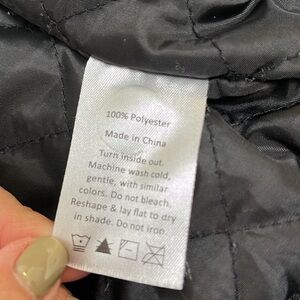 100% Polyester
Made in China
Turn inside out.
Machine wash cold,
gentle, with similar
colors. Do not bleach.
Reshape & lay flat to dry
in shade. Do not iron